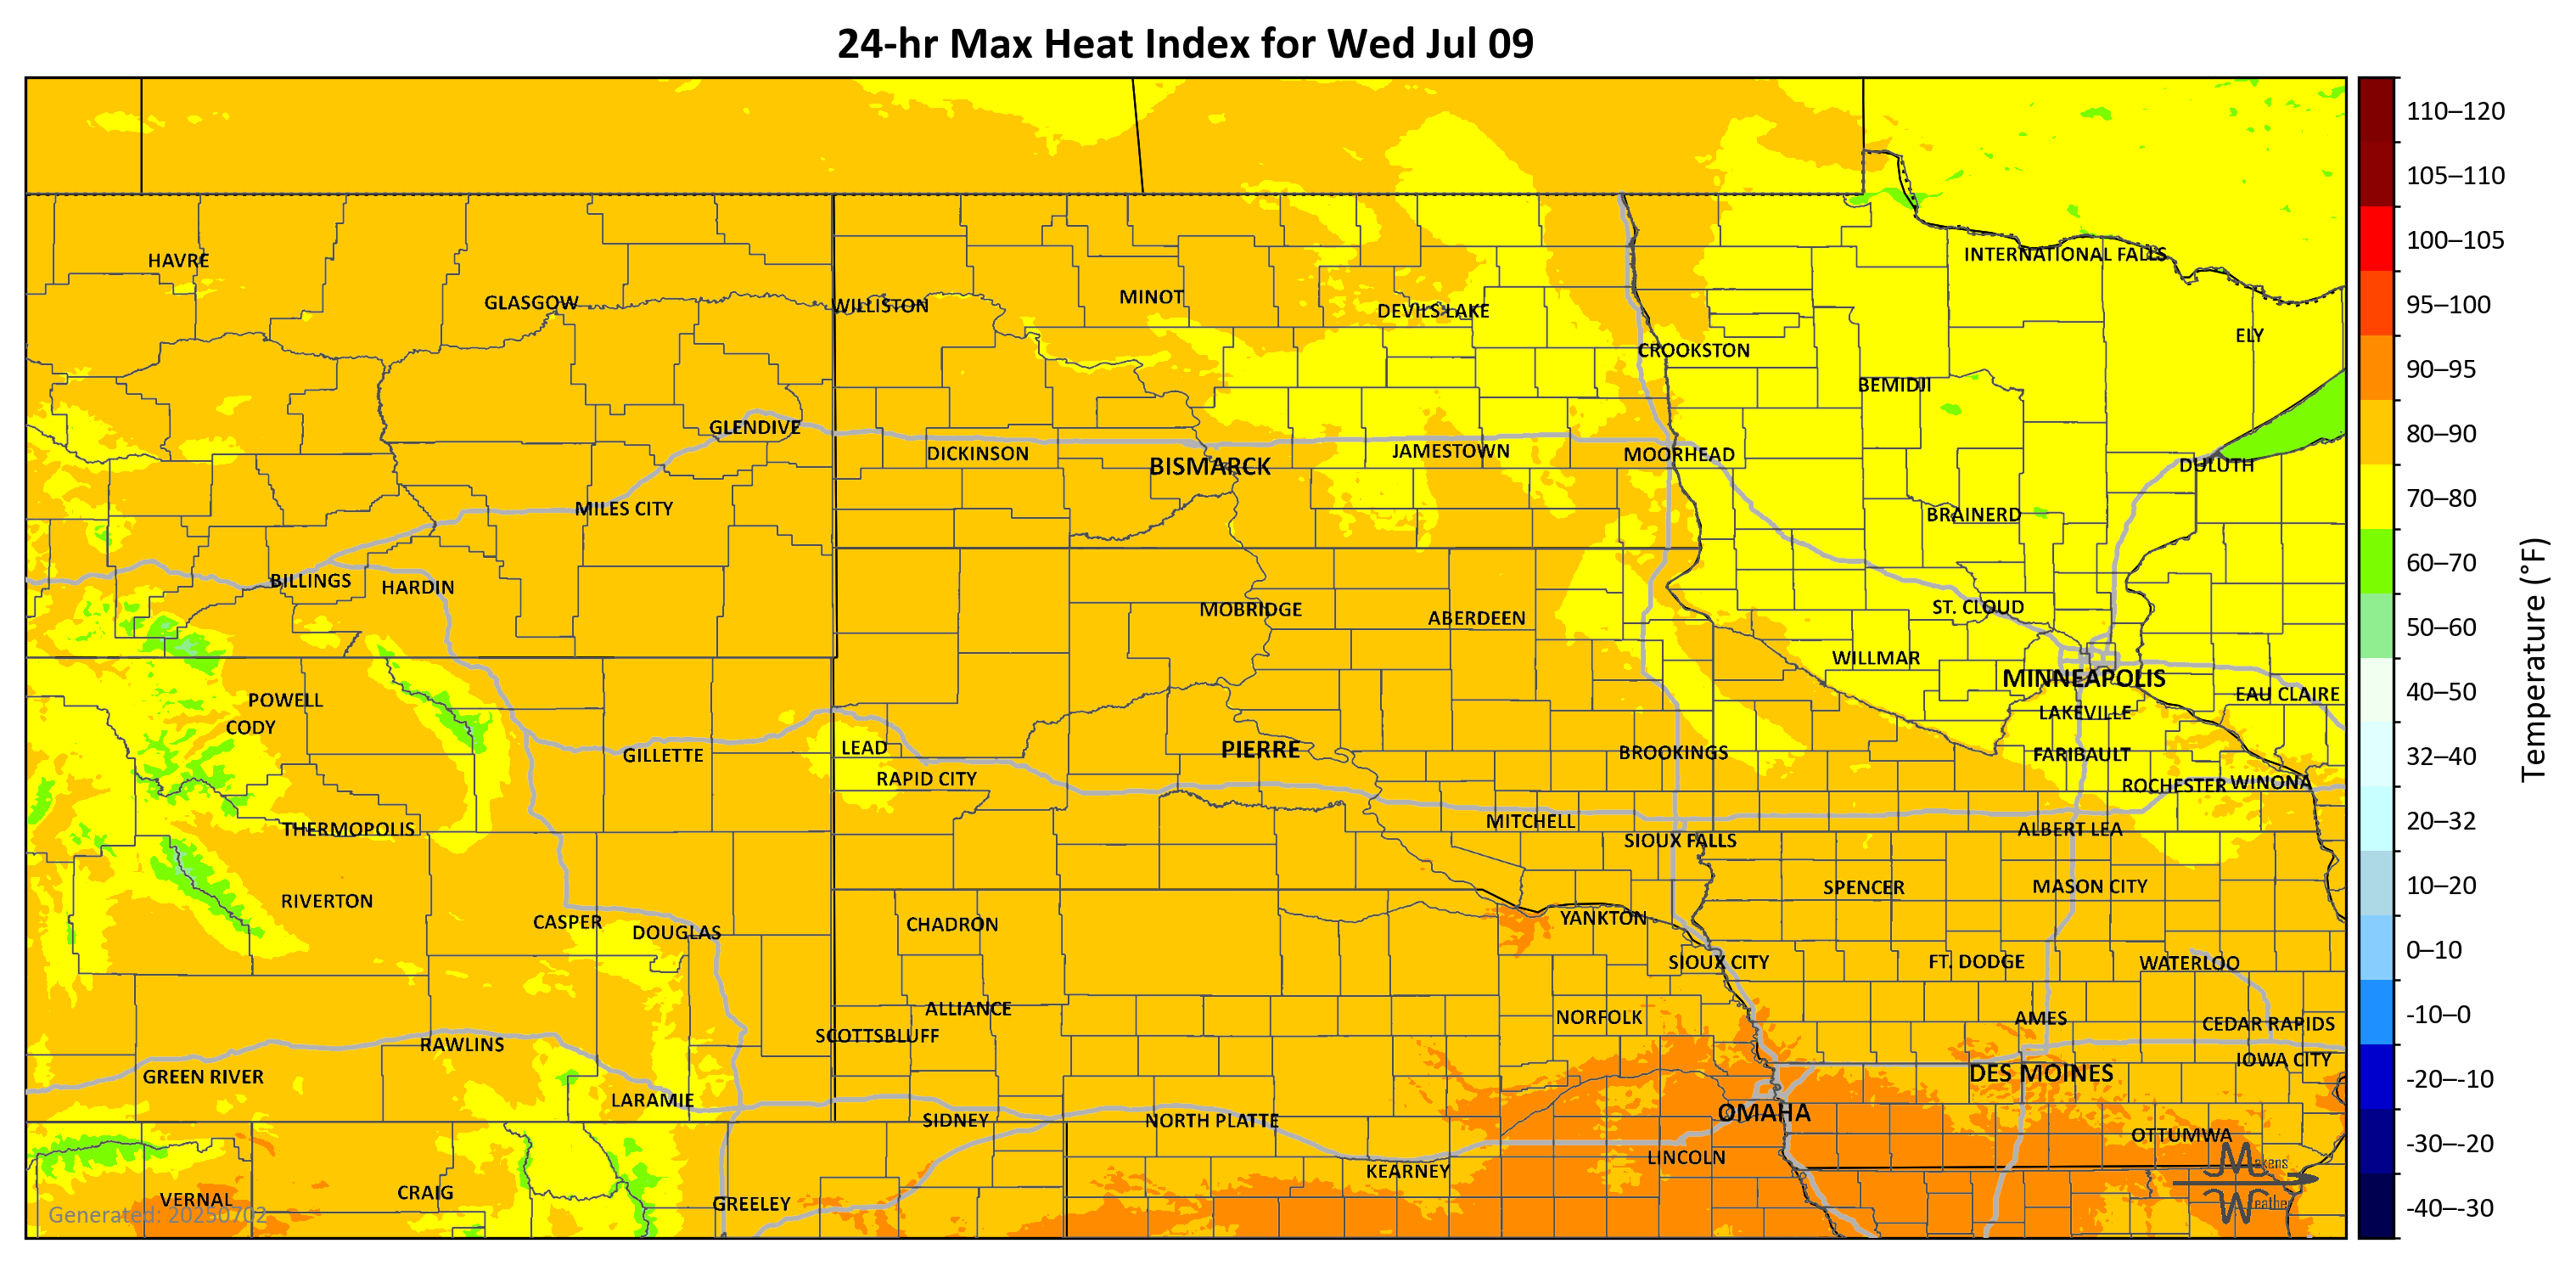 24-hr Max Heat Index for Wed Jul 09
HAVRE
GLASGOW
WILLISTON
MINOT
DEVILS LAKE
INTERNATIONAL FALLS
ELY
CROOKSTON
BEMIDJI
GLENDIVE
DICKINSON
BISMARCK
JAMESTOWN
MOORHEAD
DULUTH
MILES CITY
BRAINERD
BILLINGS
HARDIN
MOBRIDGE
ABERDEEN
ST. CLOUD
WILLMAR
MINNEAPOLIS
EAU CLAIRE
POWELL
CODY
LAKEVILLE
GILLETTE
LEAD
PIERRE
BROOKINGS
FARIBAULT
RAPID CITY
ROCHESTER
WINONA
THERMOPOLIS
MITCHELL
SIOUX FALLS
ALBERT LEA
SPENCER
MASON CITY
RIVERTON
CASPER
DOUGLAS
CHADRON
YANKTON
SIOUX CITY
FT. DODGE
WATERLOO
ALLIANCE
NORFOLK
AMES
CEDAR RAPIDS
SCOTTSBLUFF
RAWLINS
IOWA CITY
GREEN RIVER
DES MOINES
LARAMIE
SIDNEY
NORTH PLATTE
OMAHA
OTTUMWA
LINCOLN
KEARNEY
VERNAL
CRAIG
GREELEY
Generated: 20250702
Makens
Weather
110–120
105–110
100–105
95–100
90–95
80–90
70–80
60–70
50–60
40–50
32–40
20–32
10–20
0–10
-10–0
-20–-10
-30–-20
-40–-30
Temperature (°F)